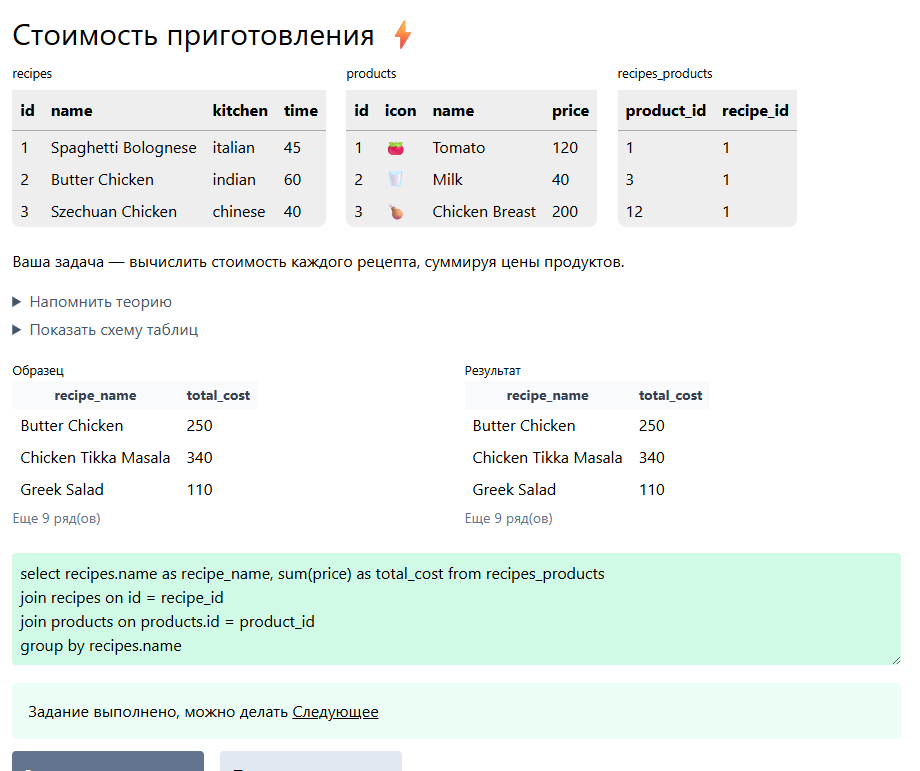 Стоимость приготовления ⚡
recipes products recipes_products
id name kitchen time id icon name price product_id recipe_id
1 Spaghetti Bolognese italian 45 1 🍅 Tomato 120 1 1
2 Butter Chicken indian 60 2 🥛 Milk 40 3 1
3 Szechuan Chicken chinese 40 3 🍗 Chicken Breast 200 12 1
Ваша задача — вычислить стоимость каждого рецепта, суммируя цены продуктов.
▶ Напомнить теорию
▶ Показать схему таблиц
Образец Результат
recipe_name total_cost recipe_name total_cost
Butter Chicken 250 Butter Chicken 250
Chicken Tikka Masala 340 Chicken Tikka Masala 340
Greek Salad 110 Greek Salad 110
Еще 9 ряд(ов) Еще 9 ряд(ов)
select recipes.name as recipe_name, sum(price) as total_cost from recipes_products
join recipes on id = recipe_id
join products on products.id = product_id
group by recipes.name
Задание выполнено, можно делать Следующее